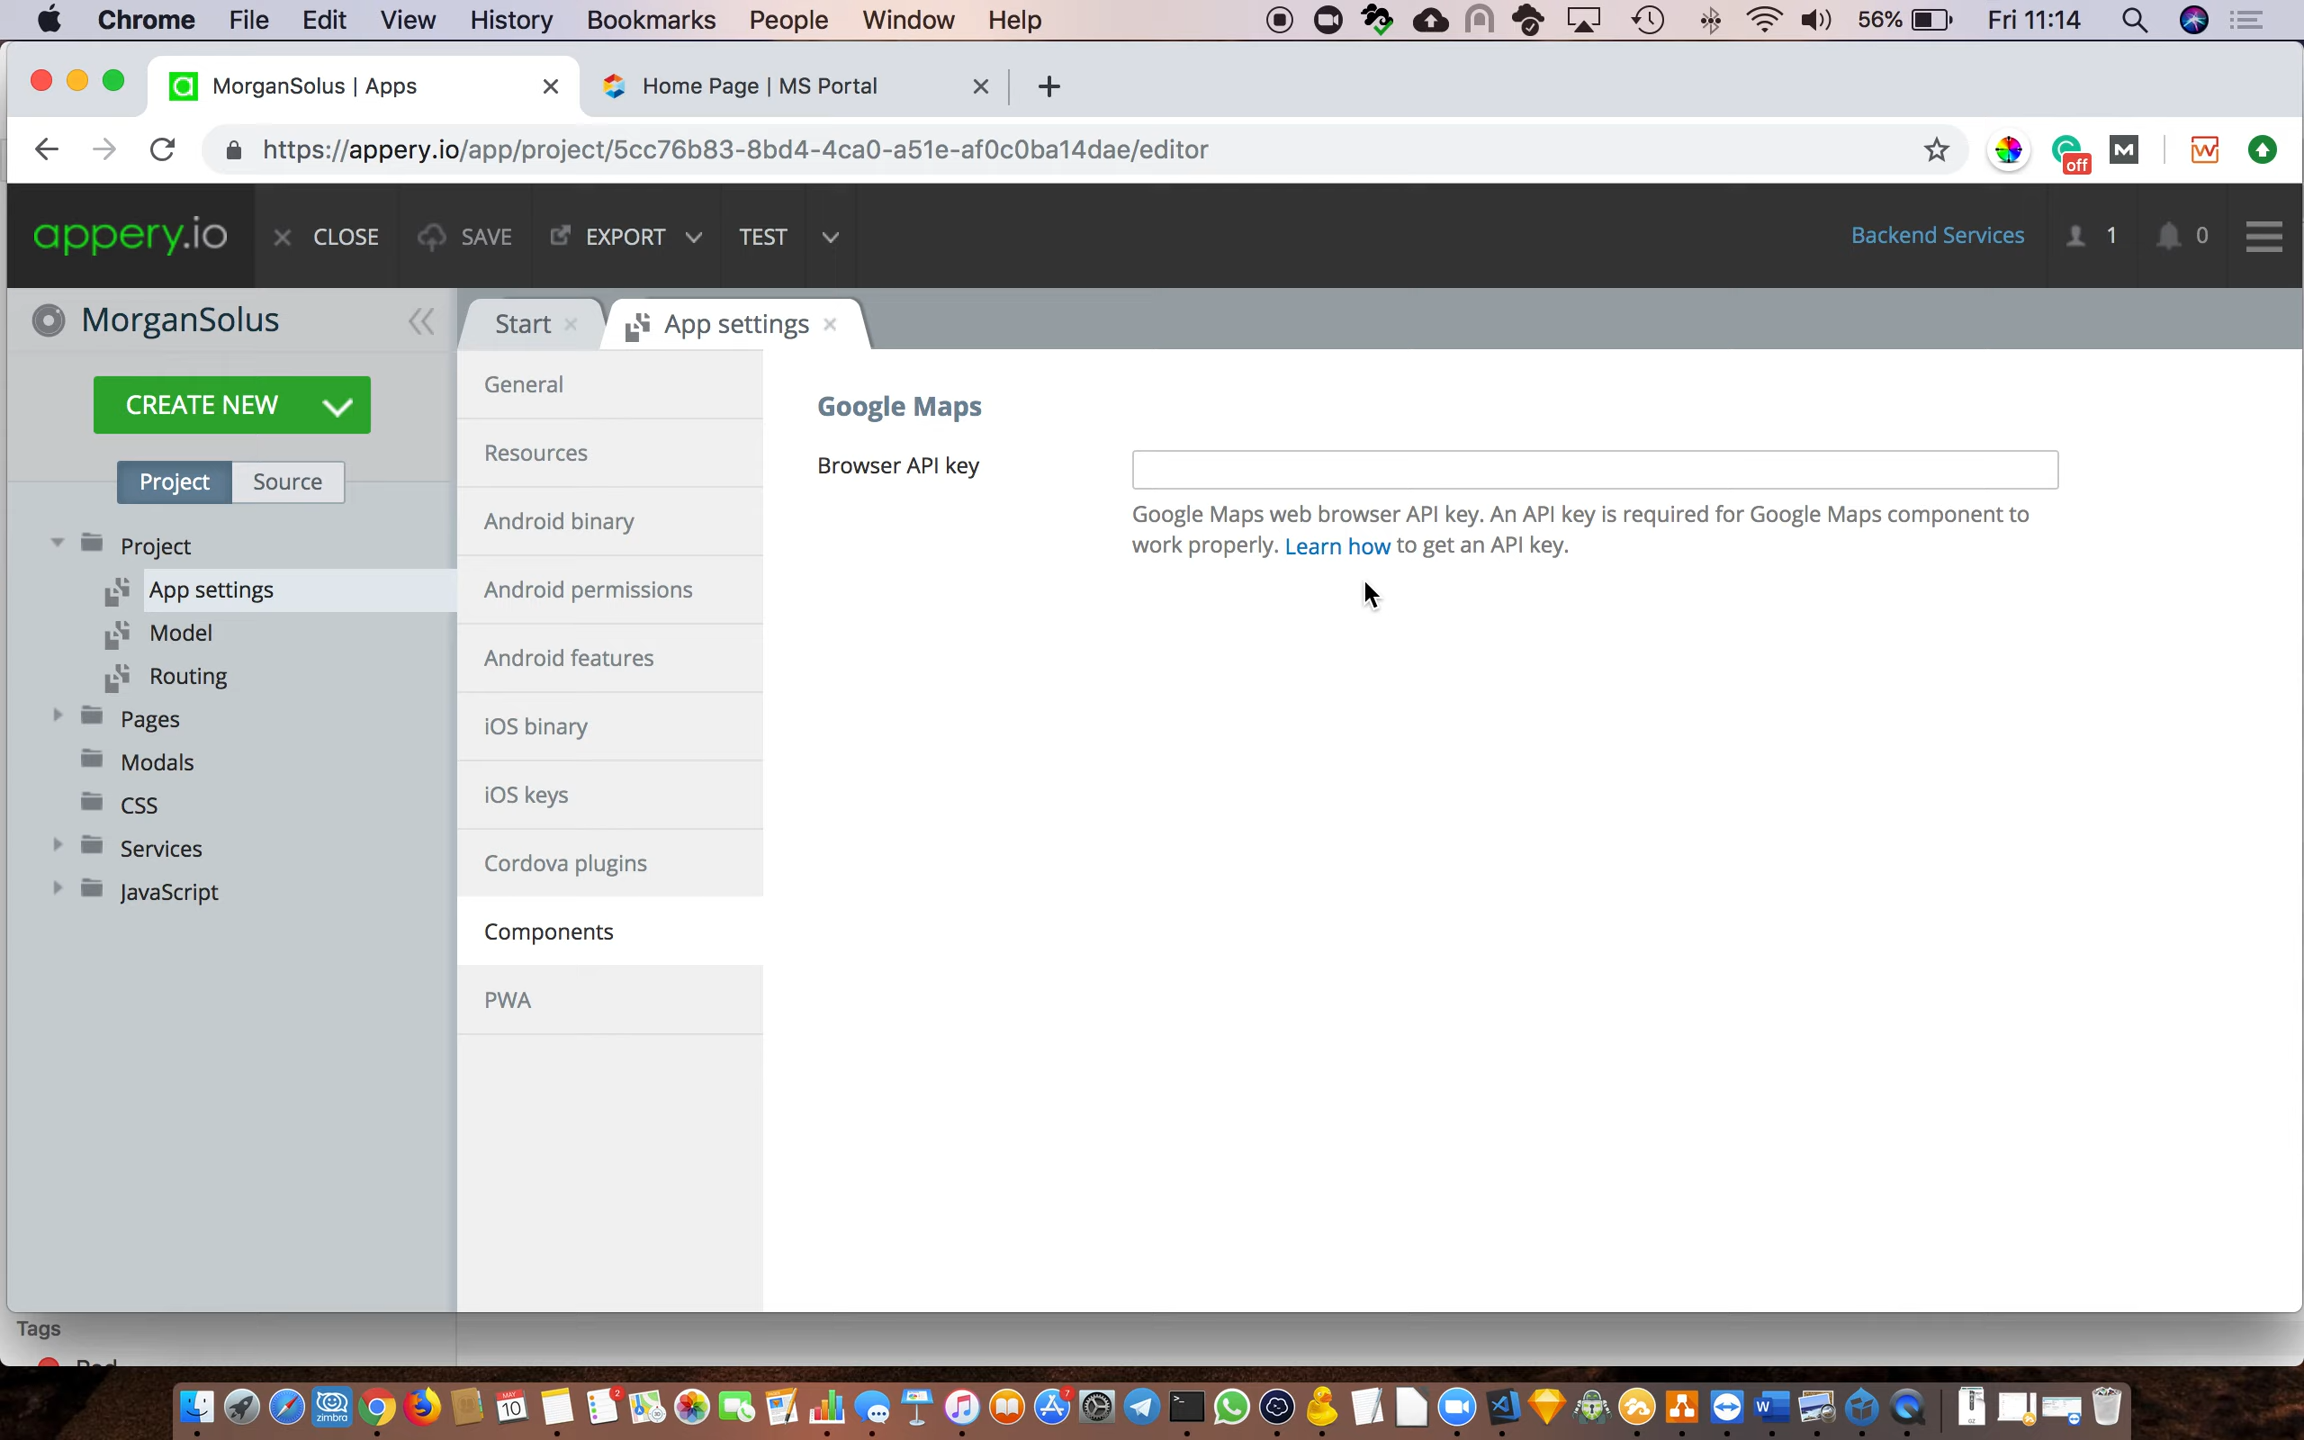 Chrome File Edit View History Bookmarks People Window Help 56% Fri 11:14
MorganSolus | Apps Home Page | MS Portal
https://appery.io/app/project/5cc76b83-8bd4-4ca0-a51e-af0c0ba14dae/editor
off
appery.io CLOSE SAVE EXPORT TEST Backend Services 1 0
MorganSolus
Start App settings
CREATE NEW
Project Source
Project
App settings
Model
Routing
Pages
Modals
CSS
Services
JavaScript
General
Resources
Android binary
Android permissions
Android features
iOS binary
iOS keys
Cordova plugins
Components
PWA
Google Maps
Browser API key
Google Maps web browser API key. An API key is required for Google Maps component to
work properly. Learn how to get an API key.
Tags
zimbra
MAY
10
2
7